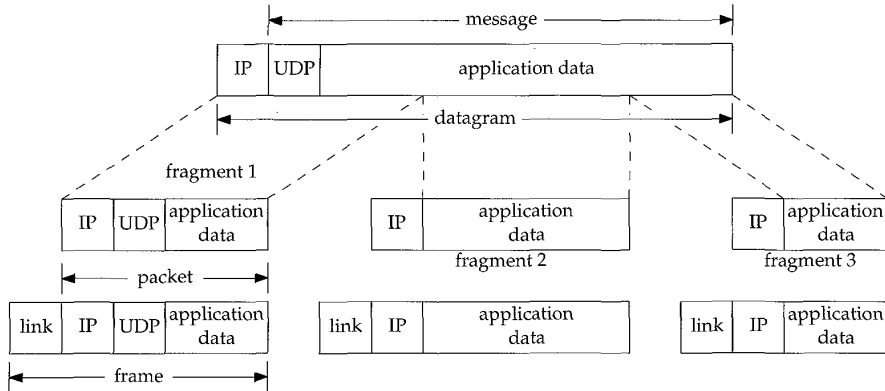 message
IP UDP application data
datagram
fragment 1
IP UDP application data
IP application data
IP application data
packet
fragment 2
fragment 3
link IP UDP application data
link IP application data
link IP application data
frame